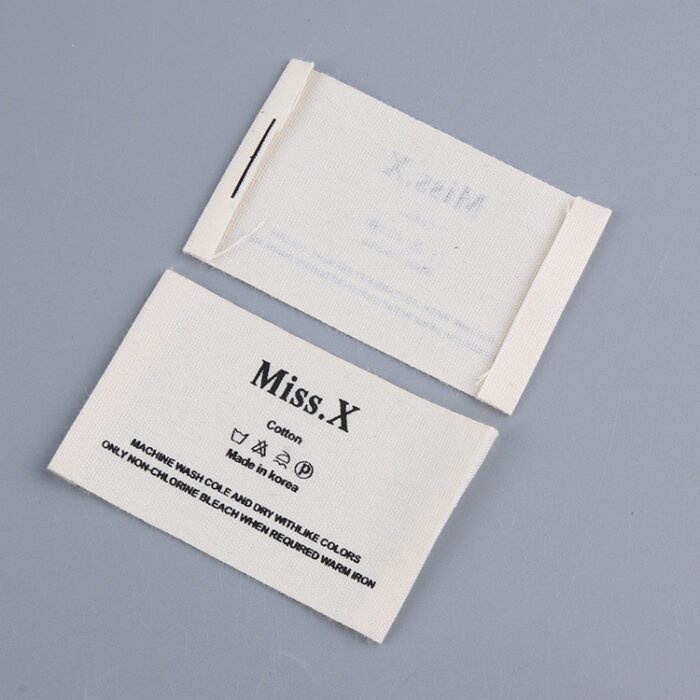 Miss.X
Cotton
Made in korea
MACHINE WASH COLE AND DRY WITHLIKE COLORS
ONLY NON-CHLORINE BLEACH WHEN REQUIRED WARM IRON
Miss.X